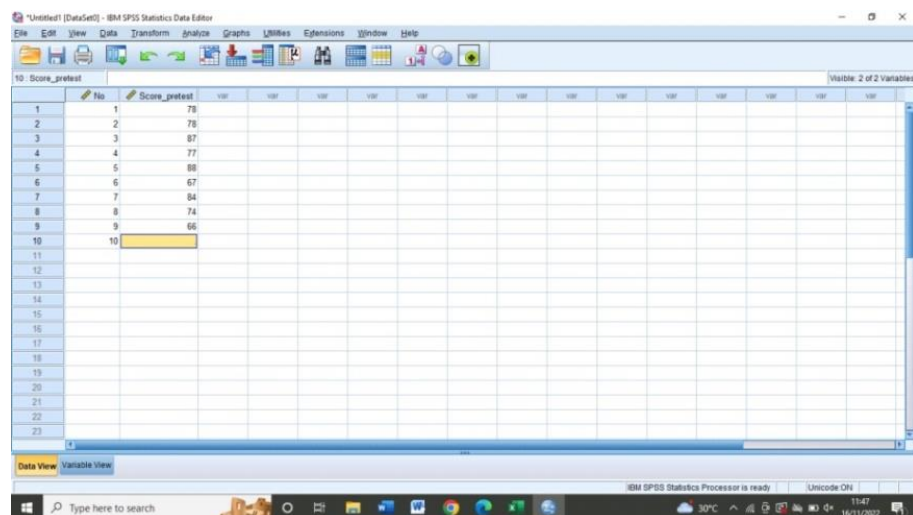 *Untitled1 [DataSet0] - IBM SPSS Statistics Data Editor
File Edit View Data Transform Analyze Graphs Utilities Extensions Window Help
10 : Score_pretest Visible: 2 of 2 Variables
No Score_pretest var var var var var var var var var var var var
1 1 78
2 2 78
3 3 87
4 4 77
5 5 88
6 6 67
7 7 84
8 8 74
9 9 66
10 10
11
12
13
14
15
16
17
18
19
20
21
22
23
Data View Variable View
IBM SPSS Statistics Processor is ready Unicode:ON
Type here to search 30°C 11:47
16/11/2022